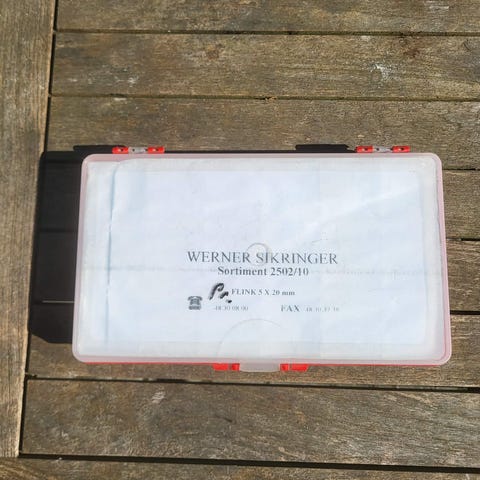 WERNER SIKRINGER
Sortiment 2502/10
FLINK 5 X 20 mm
FAX